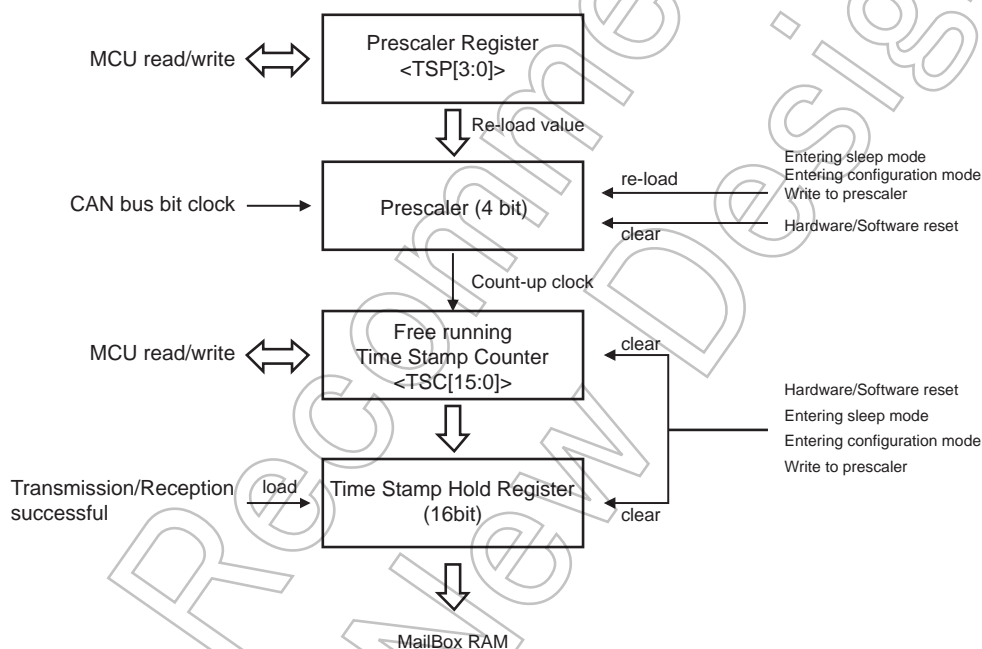 Prescaler Register
<TSP[3:0]>
MCU read/write
Re-load value
CAN bus bit clock
Prescaler (4 bit)
re-load
clear
Entering sleep mode
Entering configuration mode
Write to prescaler
Hardware/Software reset
Count-up clock
MCU read/write
Free running
Time Stamp Counter
<TSC[15:0]>
clear
Hardware/Software reset
Entering sleep mode
Entering configuration mode
Write to prescaler
Transmission/Reception
successful
load
Time Stamp Hold Register
(16bit)
clear
MailBox RAM